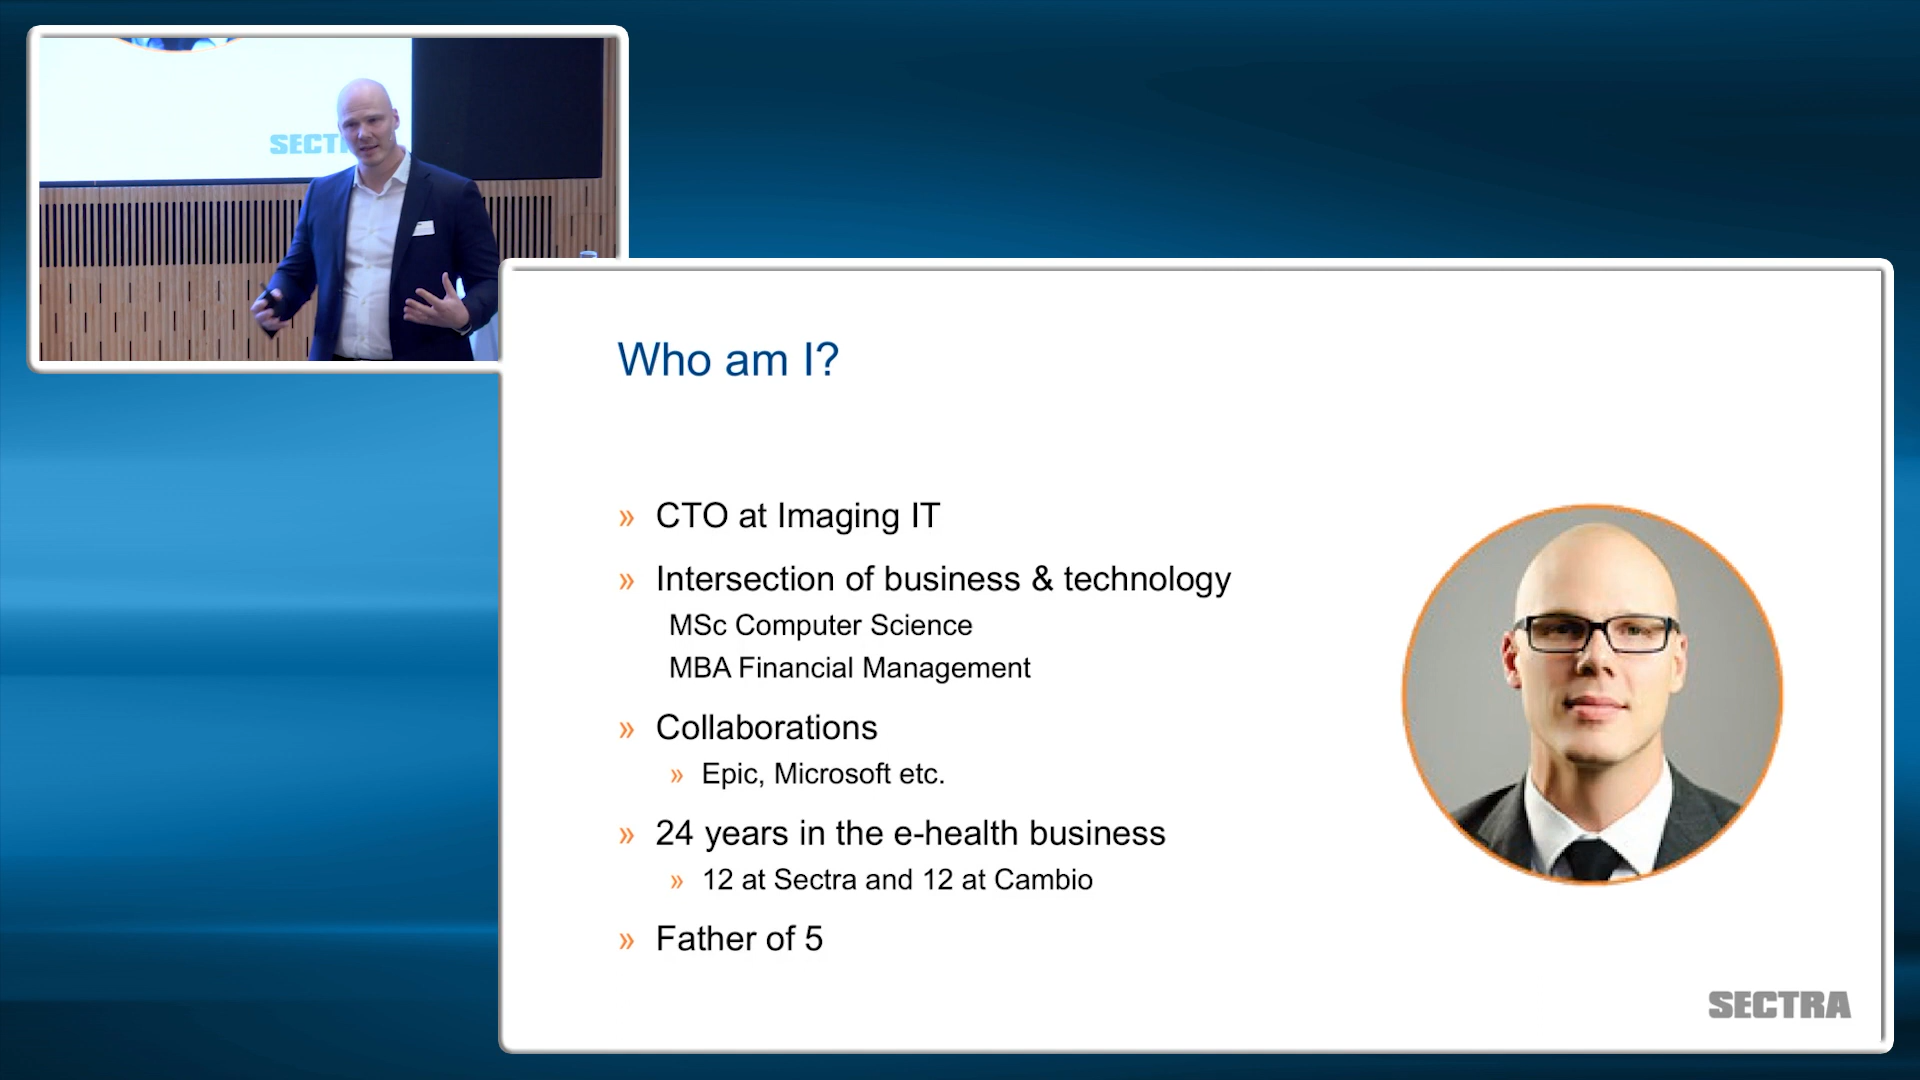 SECT
Who am I?
» CTO at Imaging IT
» Intersection of business & technology
MSc Computer Science
MBA Financial Management
» Collaborations
» Epic, Microsoft etc.
» 24 years in the e-health business
» 12 at Sectra and 12 at Cambio
» Father of 5
SECTRA